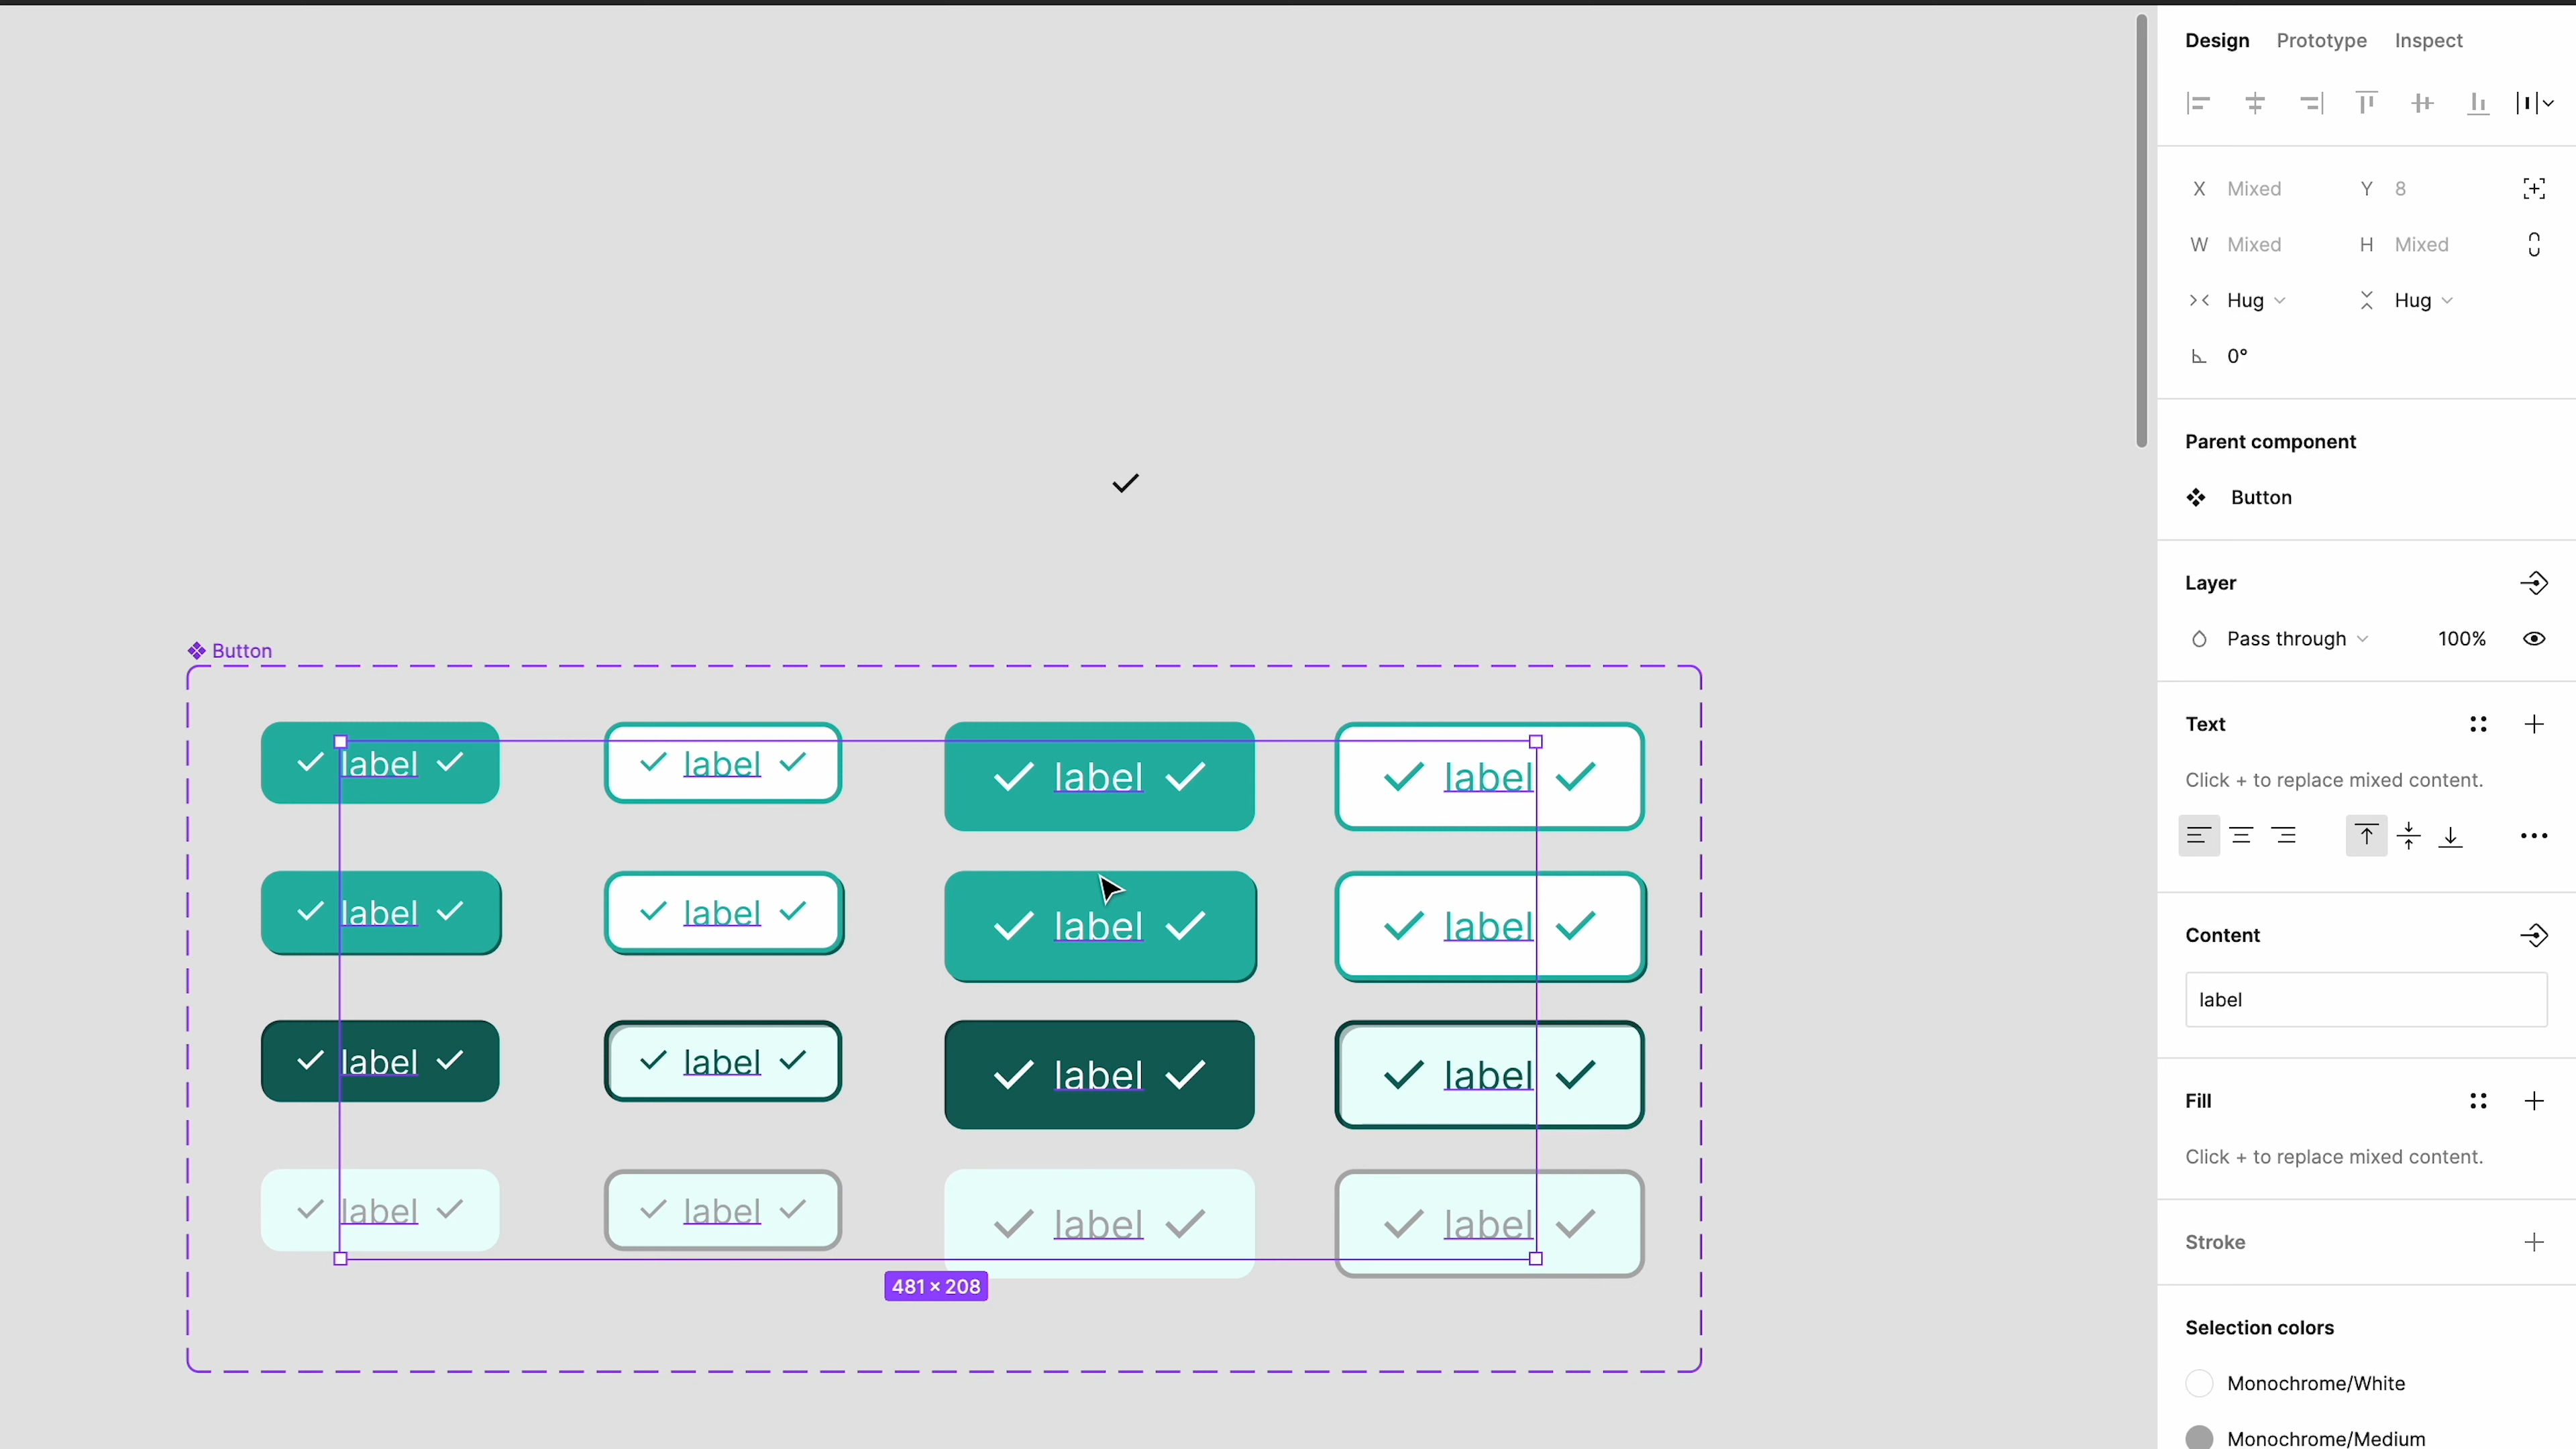 Design Prototype Inspect
X Mixed Y 8
W Mixed H Mixed
Hug Hug
0°
Parent component
Button
Layer
Pass through 100%
Text
Click + to replace mixed content.
Content
label
Fill
Click + to replace mixed content.
Stroke
Selection colors
Monochrome/White
Monochrome/Medium
Button
label label label label
label label label label
label label label label
label label label label
481 × 208